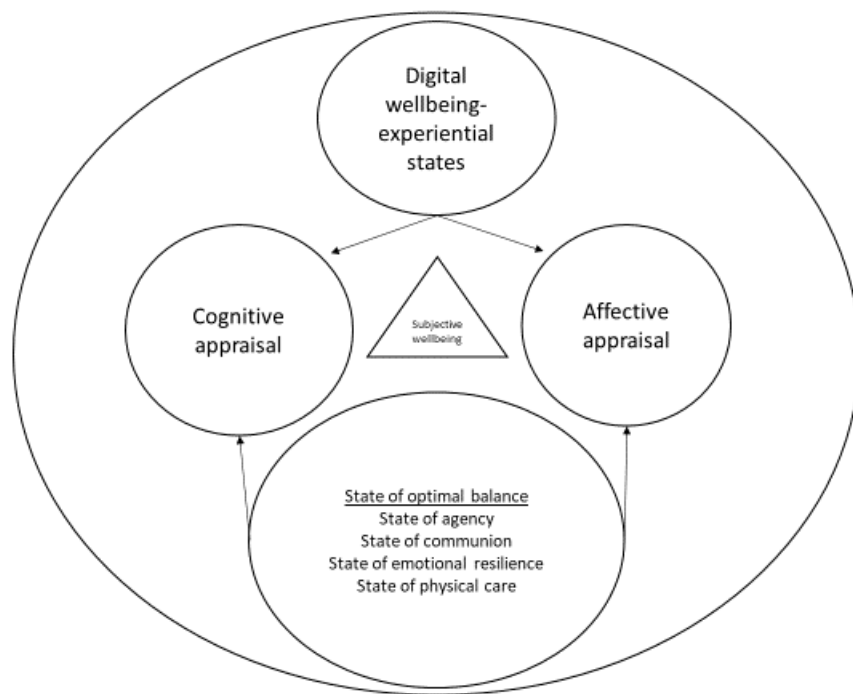 Digital
wellbeing-
experiential
states
Cognitive
appraisal
Subjective
wellbeing
Affective
appraisal
State of optimal balance
State of agency
State of communion
State of emotional resilience
State of physical care